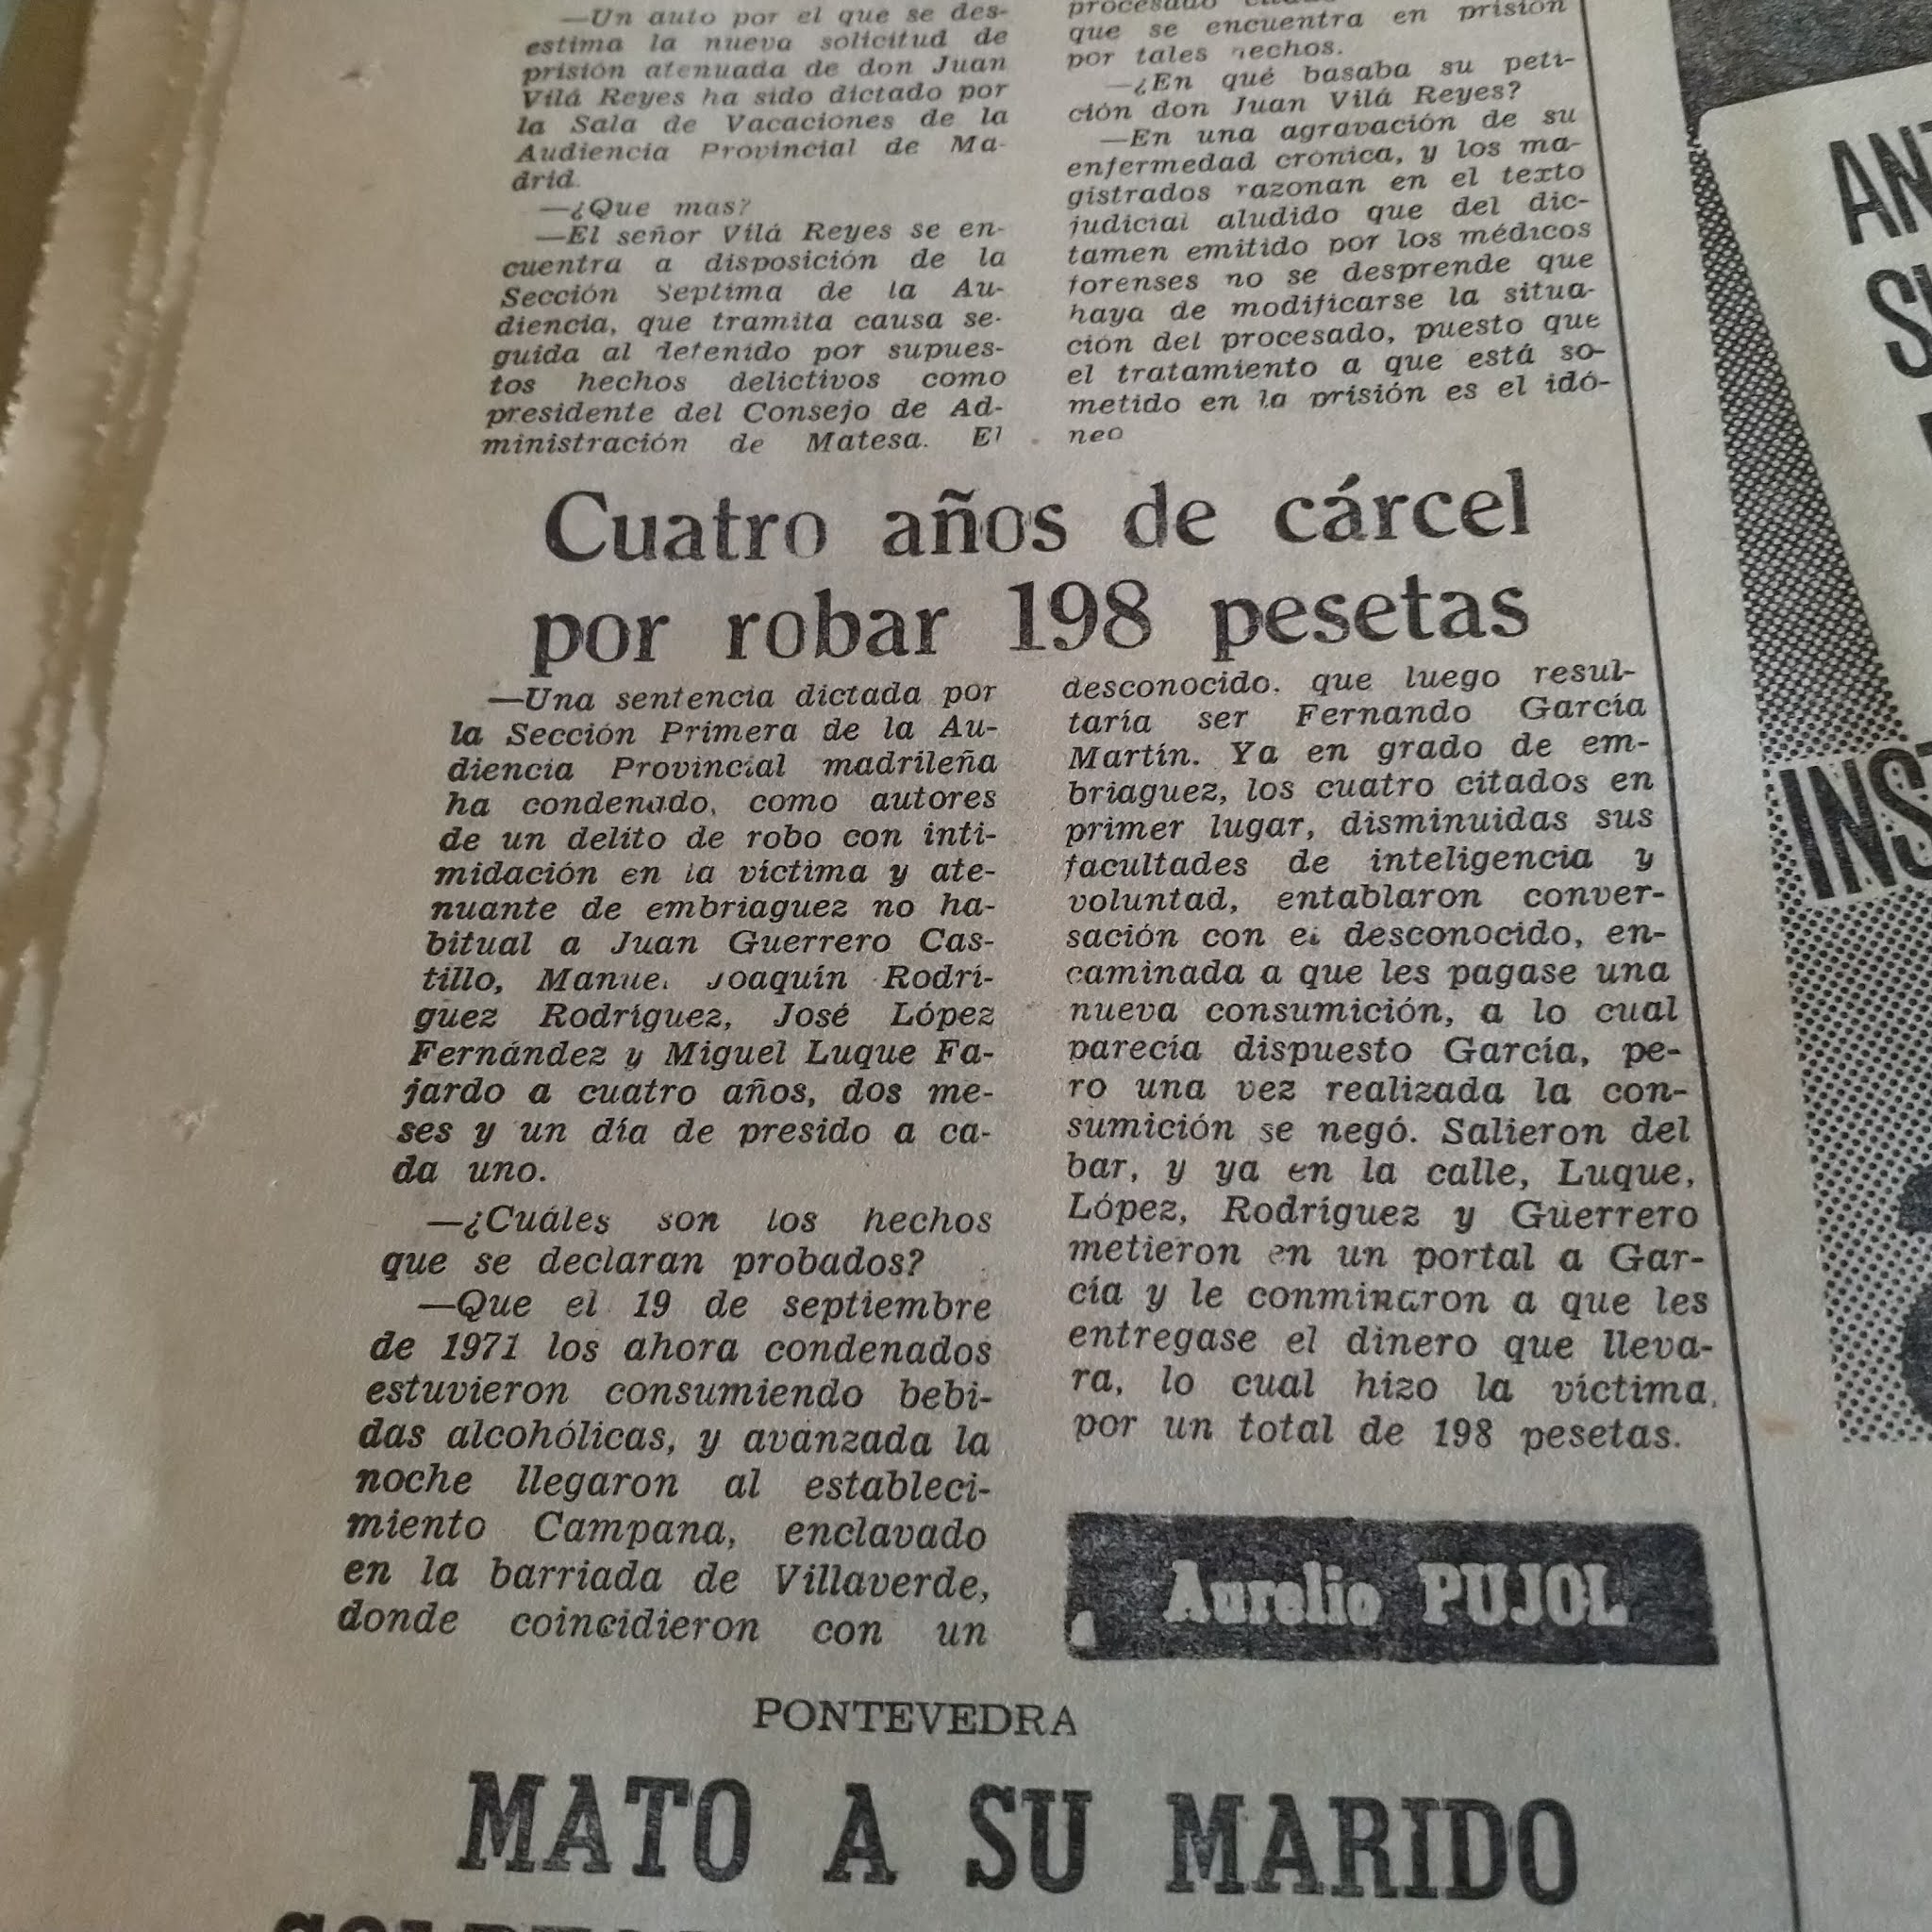 —Un auto por el que se des-
estima la nueva solicitud de
prisión atenuada de don Juan
Vilá Reyes ha sido dictado por
la Sala de Vacaciones de la
Audiencia Provincial de Ma-
drid.
—¿Que mas?
—El señor Vilá Reyes se en-
cuentra a disposición de la
Sección Septima de la Au-
diencia, que tramita causa se-
guida al detenido por supues-
tos hechos delictivos como
presidente del Consejo de Ad-
ministración de Matesa. El
procesado
que se encuentra en prisión
por tales hechos.
—¿En qué basaba su peti-
ción don Juan Vilá Reyes?
—En una agravación de su
enfermedad crónica, y los ma-
gistrados razonan en el texto
judicial aludido que del dic-
tamen emitido por los médicos
forenses no se desprende que
haya de modificarse la situa-
ción del procesado, puesto que
el tratamiento a que está so-
metido en la prisión es el idó-
neo
Cuatro años de cárcel
por robar 198 pesetas
—Una sentencia dictada por
la Sección Primera de la Au-
diencia Provincial madrileña
ha condenado, como autores
de un delito de robo con inti-
midación en la víctima y ate-
nuante de embriaguez no ha-
bitual a Juan Guerrero Cas-
tillo, Manuel Joaquín Rodrí-
guez Rodríguez, José López
Fernández y Miguel Luque Fa-
jardo a cuatro años, dos me-
ses y un día de presido a ca-
da uno.
—¿Cuáles son los hechos
que se declaran probados?
—Que el 19 de septiembre
de 1971 los ahora condenados
estuvieron consumiendo bebi-
das alcohólicas, y avanzada la
noche llegaron al estableci-
miento Campana, enclavado
en la barriada de Villaverde,
donde coincidieron con un
desconocido, que luego resul-
taría ser Fernando García
Martín. Ya en grado de em-
briaguez, los cuatro citados en
primer lugar, disminuidas sus
facultades de inteligencia y
voluntad, entablaron conver-
sación con el desconocido, en-
caminada a que les pagase una
nueva consumición, a lo cual
parecía dispuesto García, pe-
ro una vez realizada la con-
sumición se negó. Salieron del
bar, y ya en la calle, Luque,
López, Rodríguez y Guerrero
metieron en un portal a Gar-
cía y le conminaron a que les
entregase el dinero que lleva-
ra, lo cual hizo la víctima,
por un total de 198 pesetas.
Aurelio PUJOL
PONTEVEDRA
MATO A SU MARIDO
AN
INS